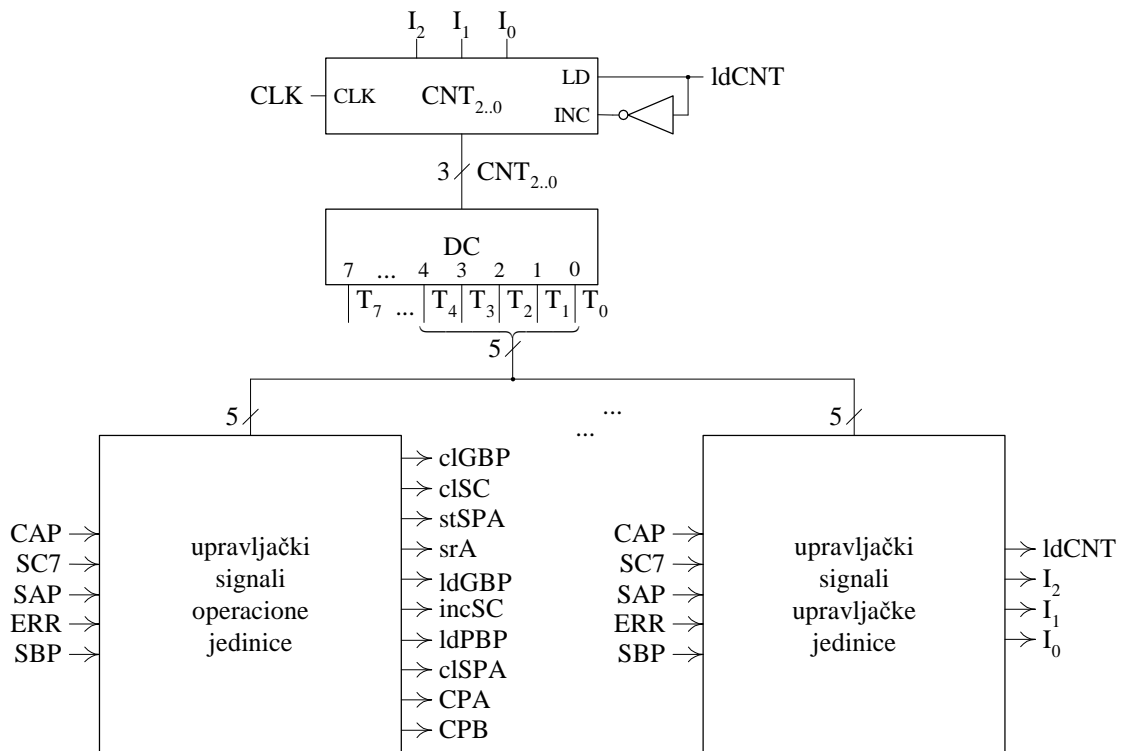 I₂ I₁ I₀
CLK CLK CNT₂..₀ LD ldCNT
INC
3 CNT₂..₀
DC
7 ... 4 3 2 1 0
T₇ ... T₄ T₃ T₂ T₁ T₀
5
5 ... 5
...
CAP
SC7
SAP
ERR
SBP
upravljački
signali
operacione
jedinice
clGBP
clSC
stSPA
srA
ldGBP
incSC
ldPBP
clSPA
CPA
CPB
CAP
SC7
SAP
ERR
SBP
upravljački
signali
upravljačke
jedinice
ldCNT
I₂
I₁
I₀